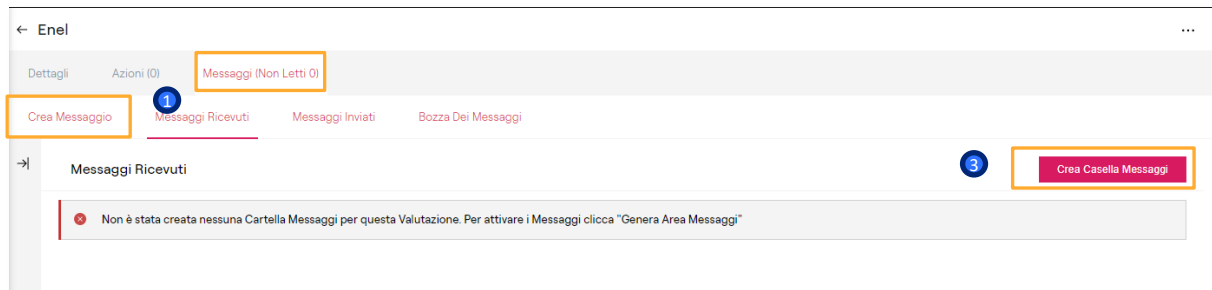 ← Enel ...
Dettagli Azioni (0) Messaggi (Non Letti 0)
1
Crea Messaggio Messaggi Ricevuti Messaggi Inviati Bozza Dei Messaggi
Messaggi Ricevuti 3 Crea Casella Messaggi
Non è stata creata nessuna Cartella Messaggi per questa Valutazione. Per attivare i Messaggi clicca "Genera Area Messaggi"